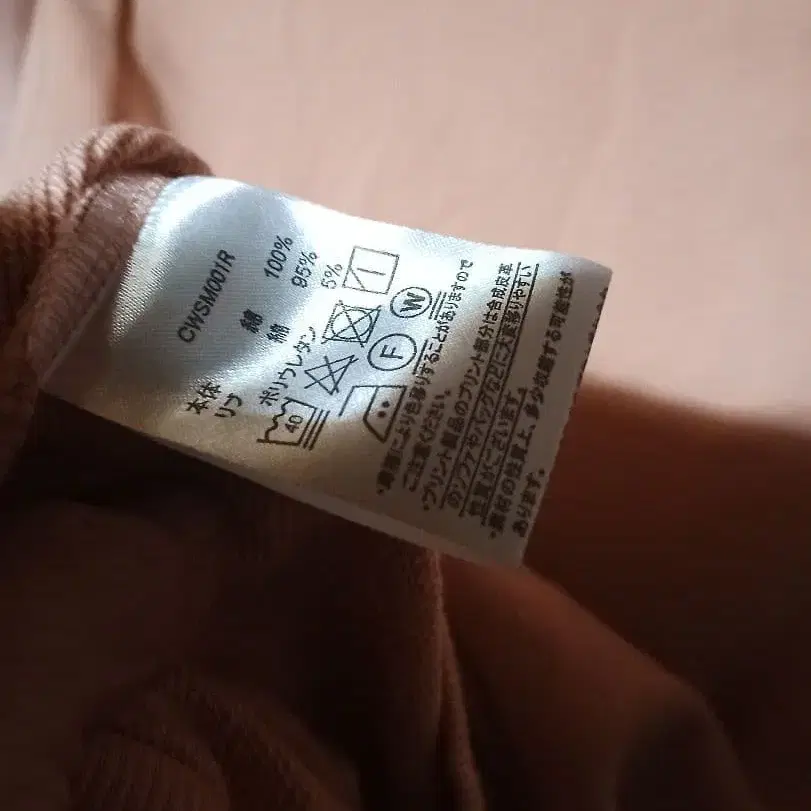 CWSM001R
本体 綿 100%
リブ 綿 95%
ポリウレタン 5%
40
F W
・摩擦により色移りすることがありますので
ご注意ください。
・プリント製品のプリント部分は合成皮革
のソファやバッグなどに大変移りやすい
性質がございます。
・素材の性質上、多少収縮する可能性が
あります。